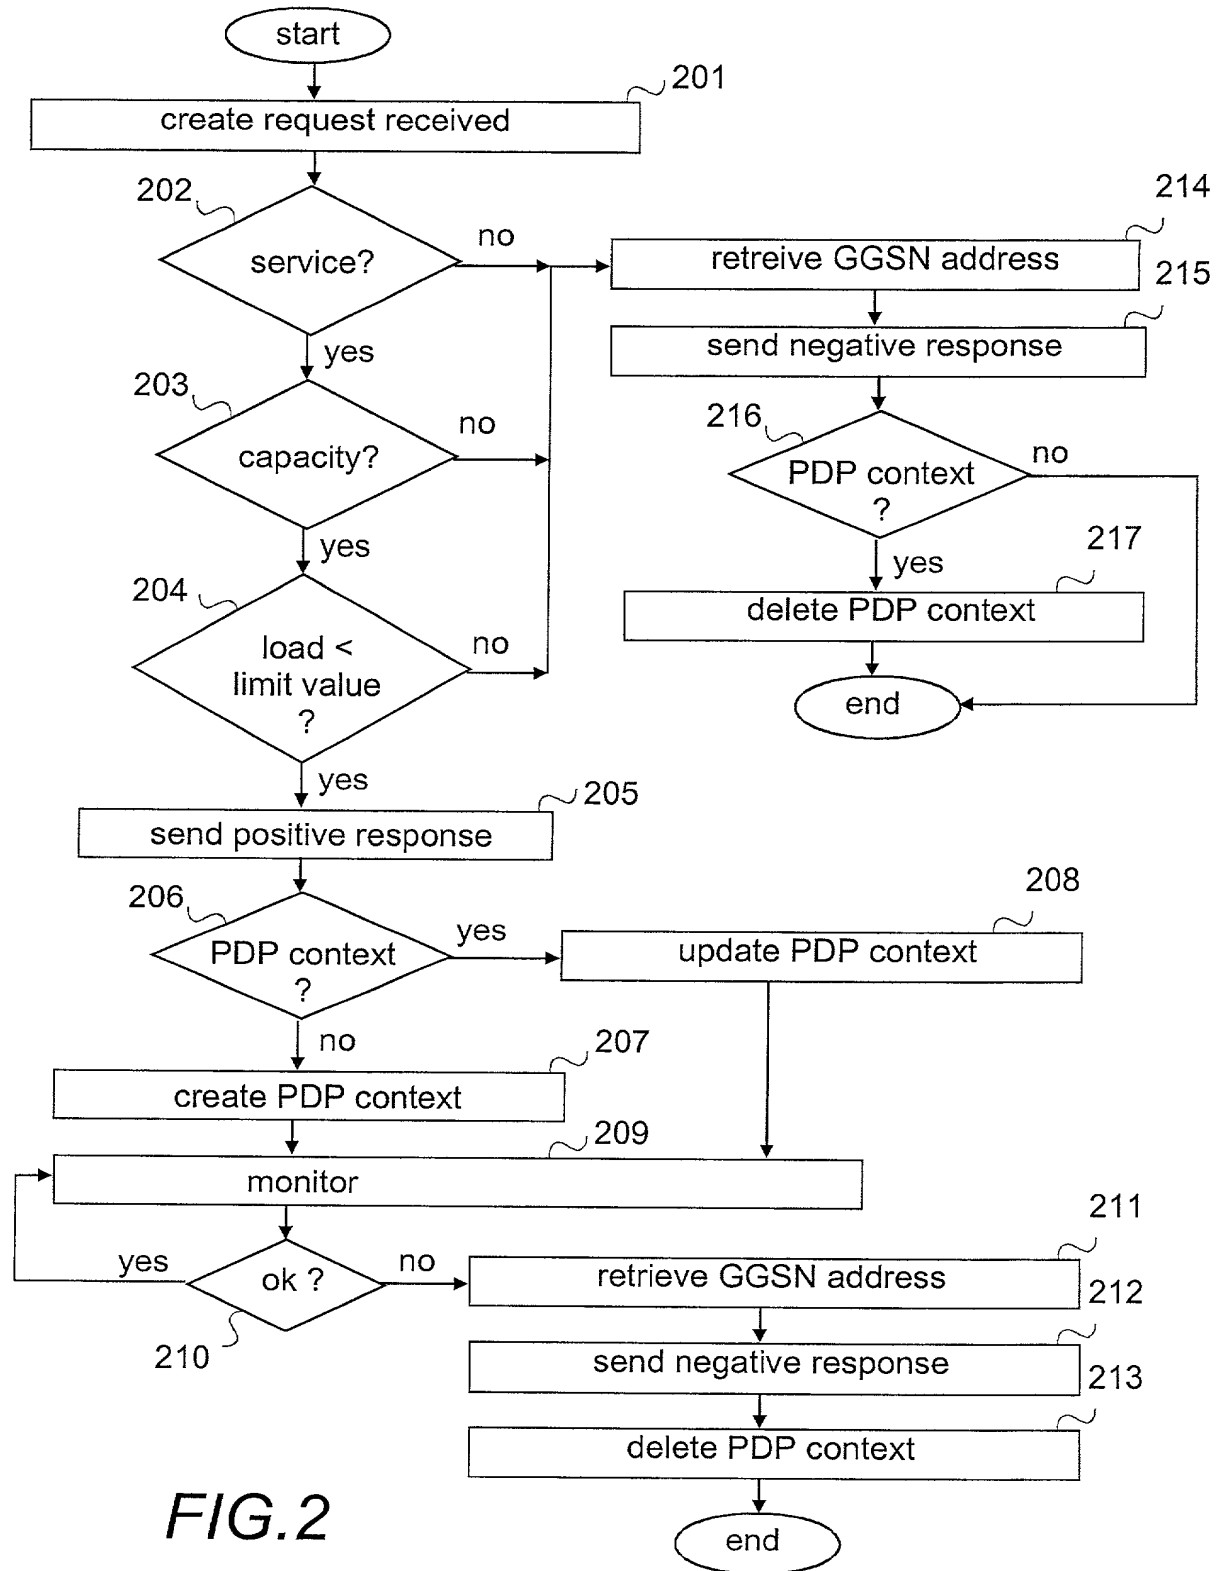 start
201
create request received
202
service?
no
214
retreive GGSN address
215
yes
send negative response
203
capacity?
no
216
PDP context
?
no
yes
217
yes
delete PDP context
204
load <
limit value
?
no
end
yes
205
send positive response
206
PDP context
?
yes
208
update PDP context
no
207
create PDP context
209
monitor
yes
ok ?
no
210
211
retrieve GGSN address
212
send negative response
213
delete PDP context
end
FIG.2